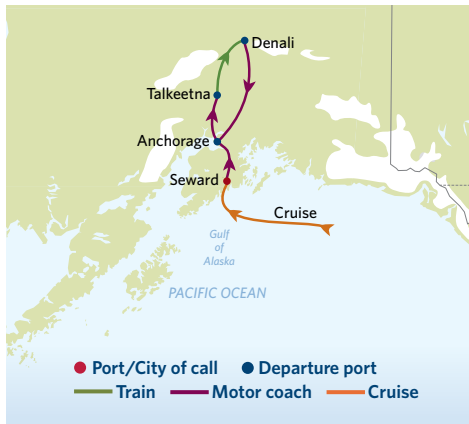 Denali
Talkeetna
Anchorage
Seward
Cruise
Gulf
of
Alaska
PACIFIC OCEAN
Port/City of call Departure port
Train Motor coach Cruise